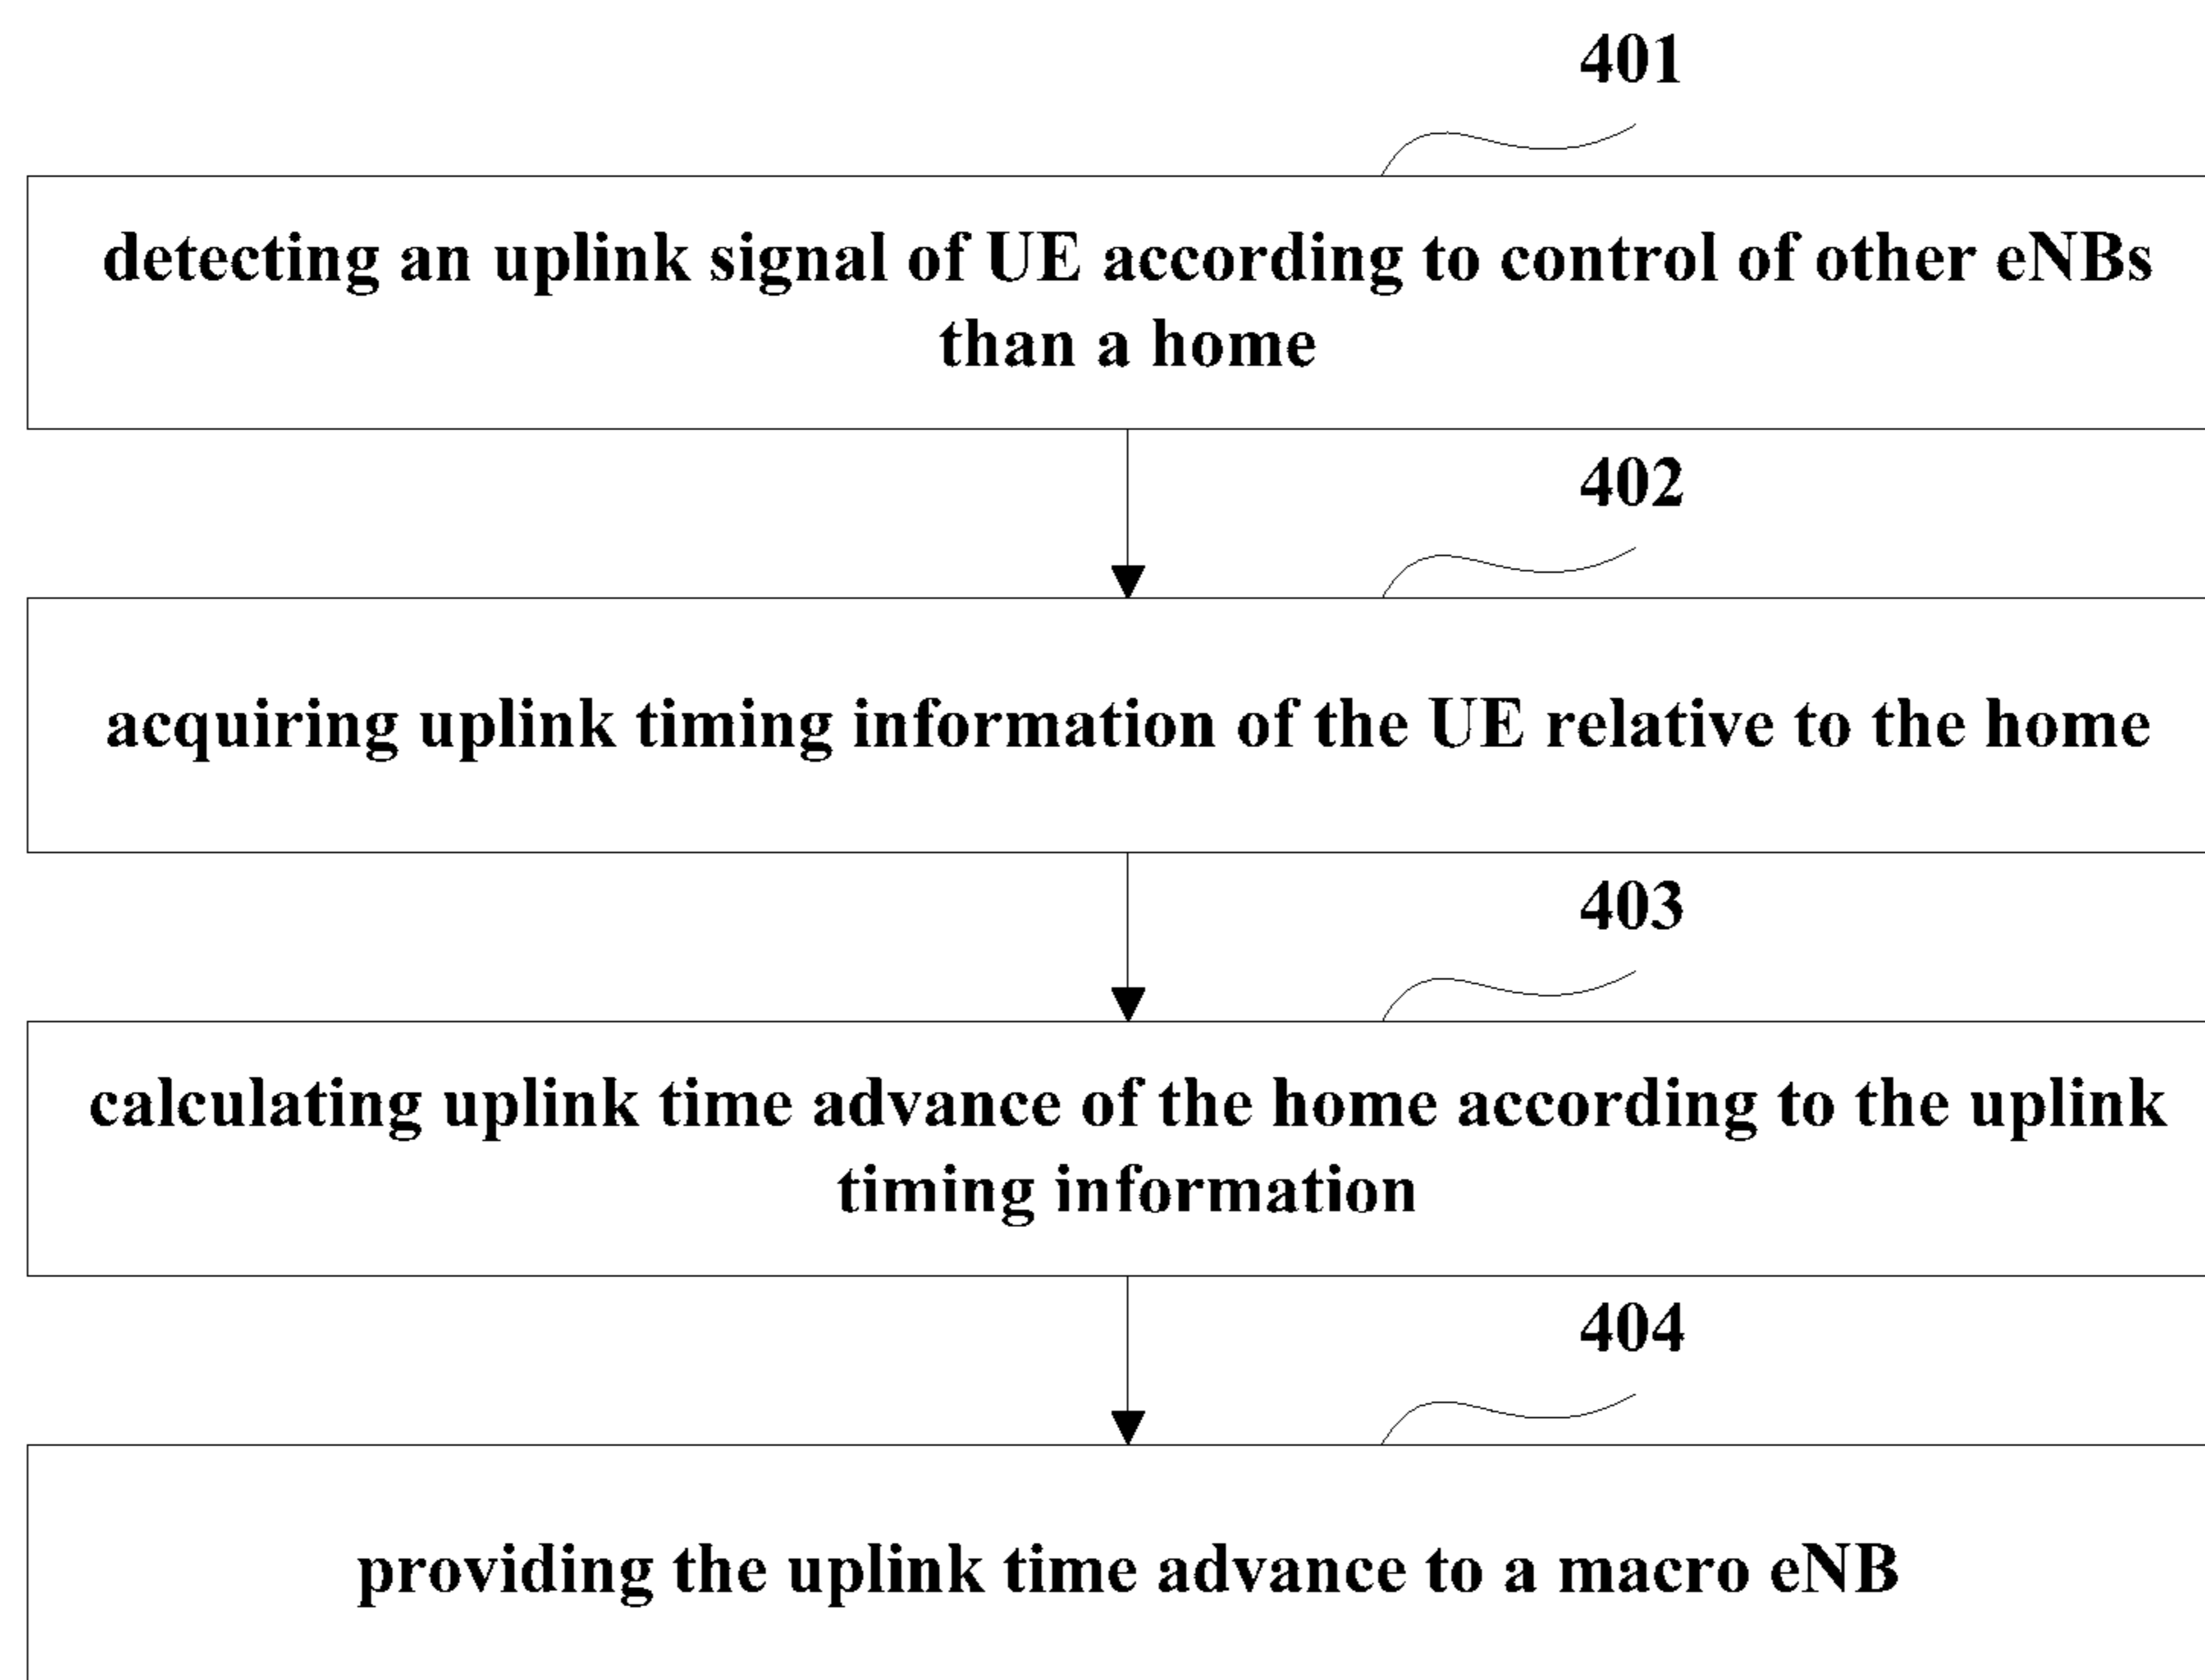 401
detecting an uplink signal of UE according to control of other eNBs
than a home
402
acquiring uplink timing information of the UE relative to the home
403
calculating uplink time advance of the home according to the uplink
timing information
404
providing the uplink time advance to a macro eNB